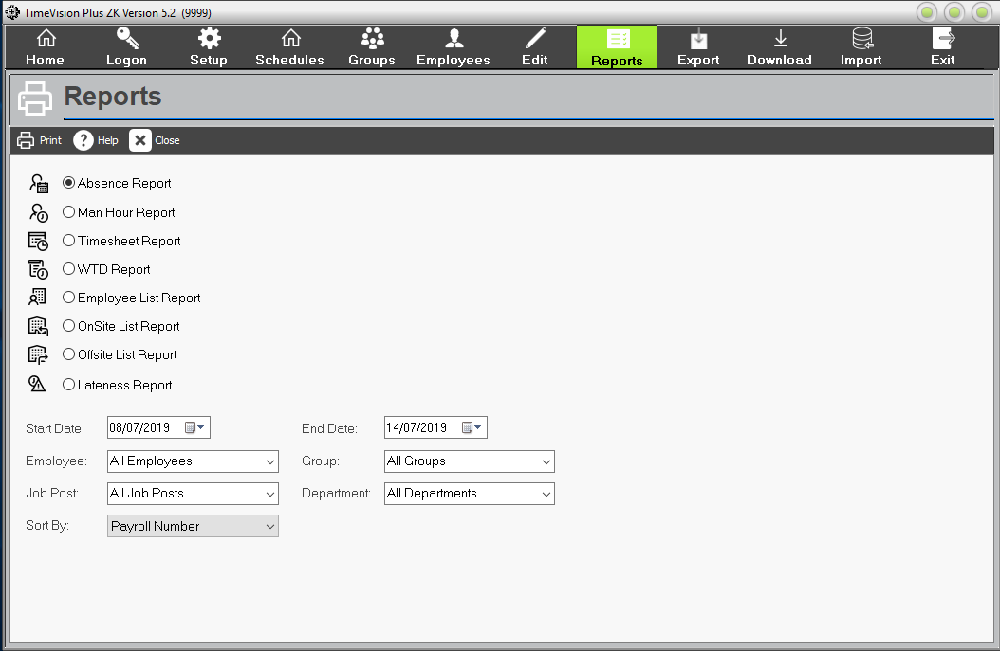 TimeVision Plus ZK Version 5.2 (9999)
Home Logon Setup Schedules Groups Employees Edit Reports Export Download Import Exit
Reports
Print ? Help Close
Absence Report
Man Hour Report
Timesheet Report
WTD Report
Employee List Report
OnSite List Report
Offsite List Report
Lateness Report
Start Date 08/07/2019 End Date: 14/07/2019
Employee: All Employees Group: All Groups
Job Post: All Job Posts Department: All Departments
Sort By: Payroll Number